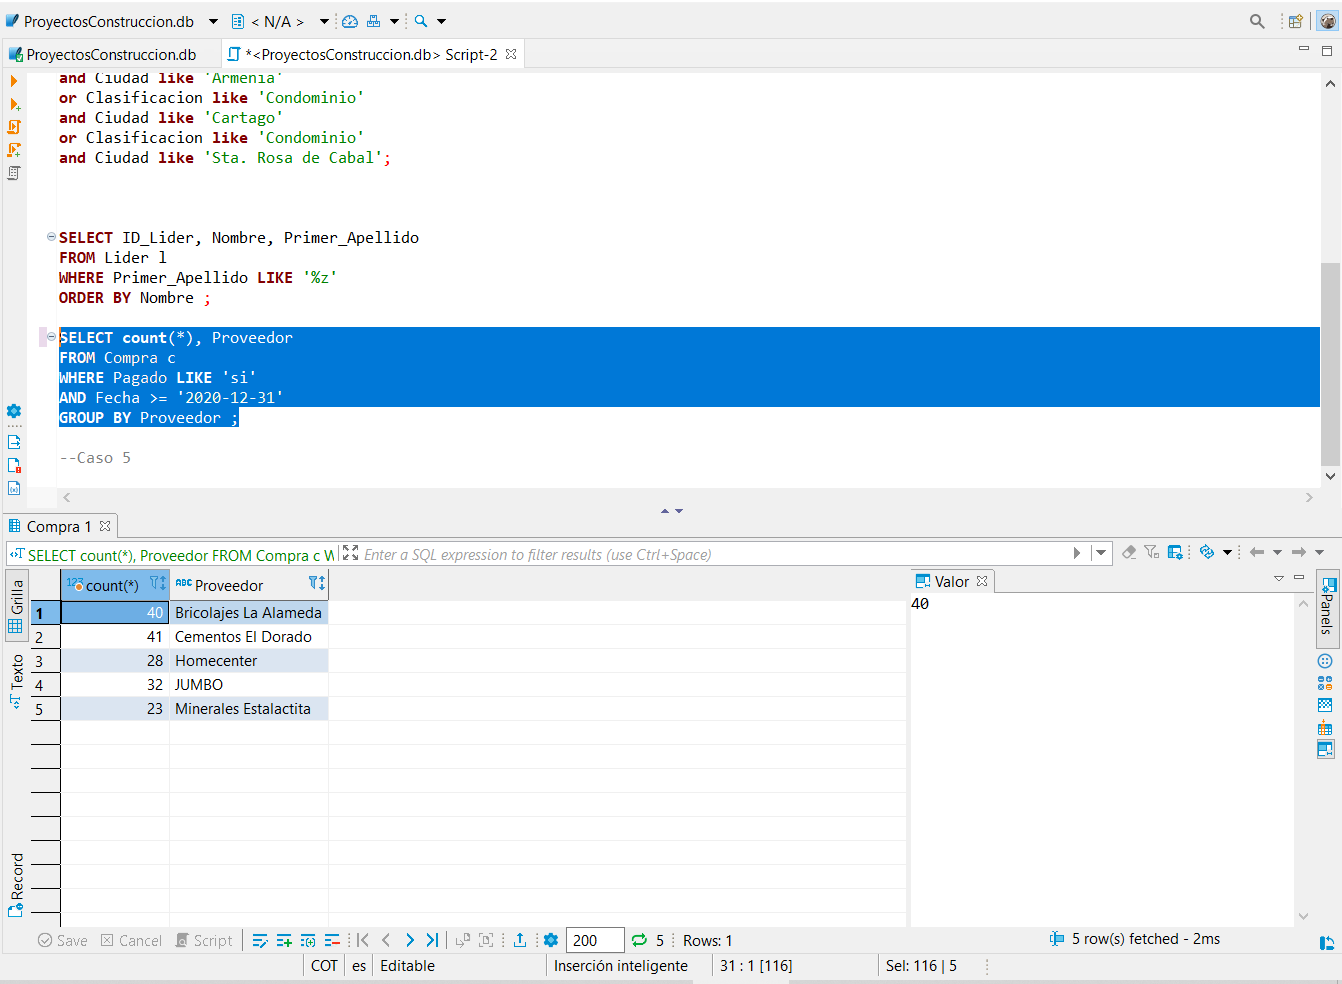 ProyectosConstruccion.db < N/A >
ProyectosConstruccion.db *<ProyectosConstruccion.db> Script-2
and Ciudad like 'Armenia'
or Clasificacion like 'Condominio'
and Ciudad like 'Cartago'
or Clasificacion like 'Condominio'
and Ciudad like 'Sta. Rosa de Cabal';
SELECT ID_Lider, Nombre, Primer_Apellido
FROM Lider l
WHERE Primer_Apellido LIKE '%z'
ORDER BY Nombre ;
SELECT count(*), Proveedor
FROM Compra c
WHERE Pagado LIKE 'si'
AND Fecha >= '2020-12-31'
GROUP BY Proveedor ;
--Caso 5
Compra 1
SELECT count(*), Proveedor FROM Compra c W Enter a SQL expression to filter results (use Ctrl+Space)
Grilla
Texto
Record
123 count(*) ABC Proveedor
1 40 Bricolajes La Alameda
2 41 Cementos El Dorado
3 28 Homecenter
4 32 JUMBO
5 23 Minerales Estalactita
Valor
40
Panels
Save Cancel Script 200 5 Rows: 1 5 row(s) fetched - 2ms
COT es Editable Inserción inteligente 31 : 1 [116] Sel: 116 | 5